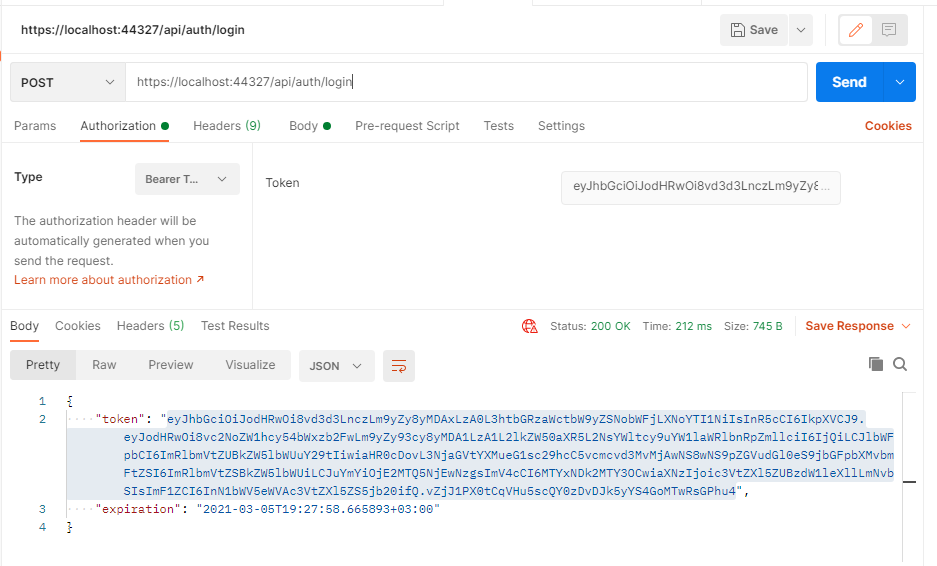 https://localhost:44327/api/auth/login
Save
POST
https://localhost:44327/api/auth/login
Send
Params
Authorization
Headers (9)
Body
Pre-request Script
Tests
Settings
Cookies
Type
Bearer T...
Token
eyJhbGciOiJodHRwOi8vd3d3LnczLm9yZy8...
The authorization header will be
automatically generated when you
send the request.
Learn more about authorization ↗
Body
Cookies
Headers (5)
Test Results
Status: 200 OK
Time: 212 ms
Size: 745 B
Save Response
Pretty
Raw
Preview
Visualize
JSON
1 {
2 "token": "eyJhbGciOiJodHRwOi8vd3d3LnczLm9yZy8yMDAxLzA0L3htbGRzaWctbW9yZSNobWFjLXNoYTI1NiIsInR5cCI6IkpXVCJ9.
eyJodHRwOi8vc2NoZW1hcy54bWxzb2FwLm9yZy93cy8yMDA1LzA1L2lkZW50aXR5L2NsYWltcy9uYW1laWRlbnRpZmllciI6IjQiLCJlbWF
pbCI6ImRlbmVtZUBkZW5lbWUuY29tIiwiaHR0cDovL3NjaGVtYXMueG1sc29hcC5vcmcvd3MvMjAwNS8wNS9pZGVudGl0eS9jbGFpbXMvbm
FtZSI6ImRlbmVtZSBkZW5lbWUiLCJuYmYiOjE2MTQ5NjEwNzgsImV4cCI6MTYxNDk2MTY3OCwiaXNzIjoic3VtZXl5ZUBzdW1leXllLmNvb
SIsImF1ZCI6InN1bWV5eWVAc3VtZXl5ZS5jb20ifQ.vZjJ1PX0tCqVHu5scQY0zDvDJk5yYS4GoMTwRsGPhu4",
3 "expiration": "2021-03-05T19:27:58.665893+03:00"
4 }